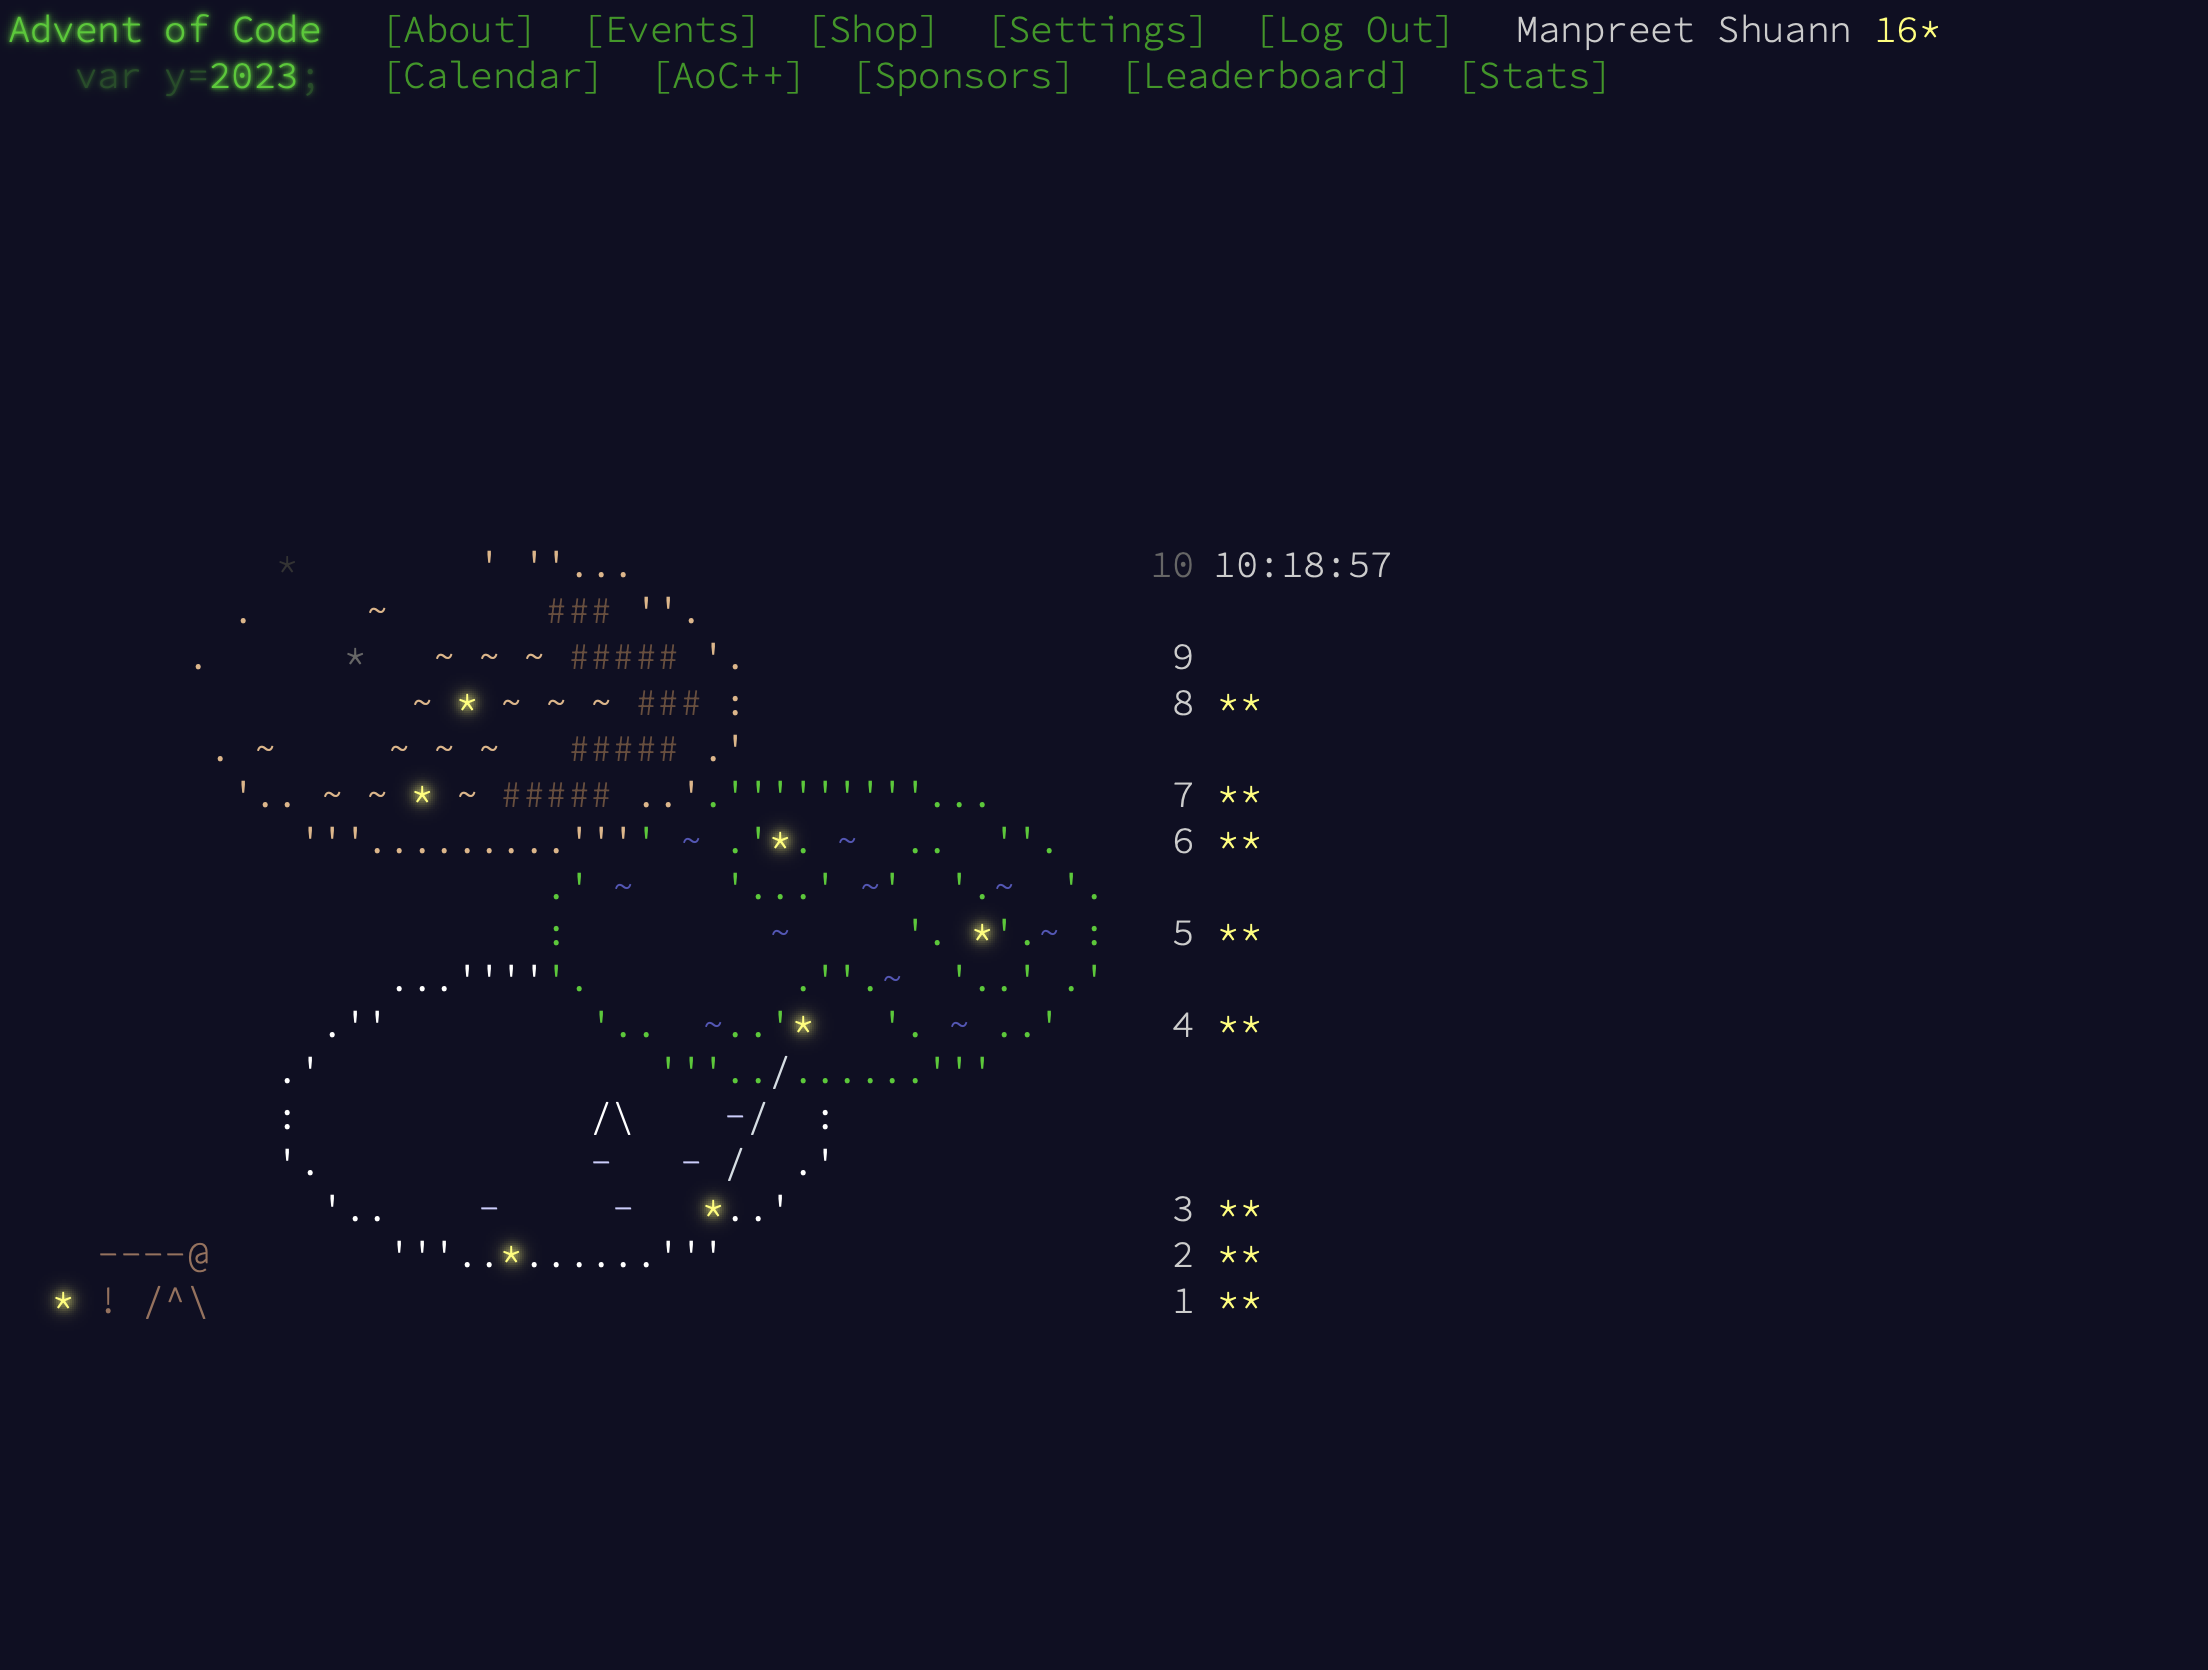 Advent of Code [About] [Events] [Shop] [Settings] [Log Out] Manpreet Shuann 16*
var y=2023; [Calendar] [AoC++] [Sponsors] [Leaderboard] [Stats]
* ' ''... 10 10:18:57
. ~ ### ''.
. * ~ ~ ~ ##### '. 9
~ * ~ ~ ~ ### : 8 **
. ~ ~ ~ ~ ##### .'
'.. ~ ~ * ~ ##### ..'.'''''''''... 7 **
'''.........'''' ~ .'*. ~ .. ''. 6 **
.' ~ '...' ~' '.~ '.
: ~ '. *'.~ : 5 **
...'''''. .''.~ '..' .'
.'' '.. ~..'* '. ~ ..' 4 **
.' '''../......'''
: /\ -/ :
'. - - / .'
'.. - - *..' 3 **
----@ '''..*......''' 2 **
* ! /^\ 1 **